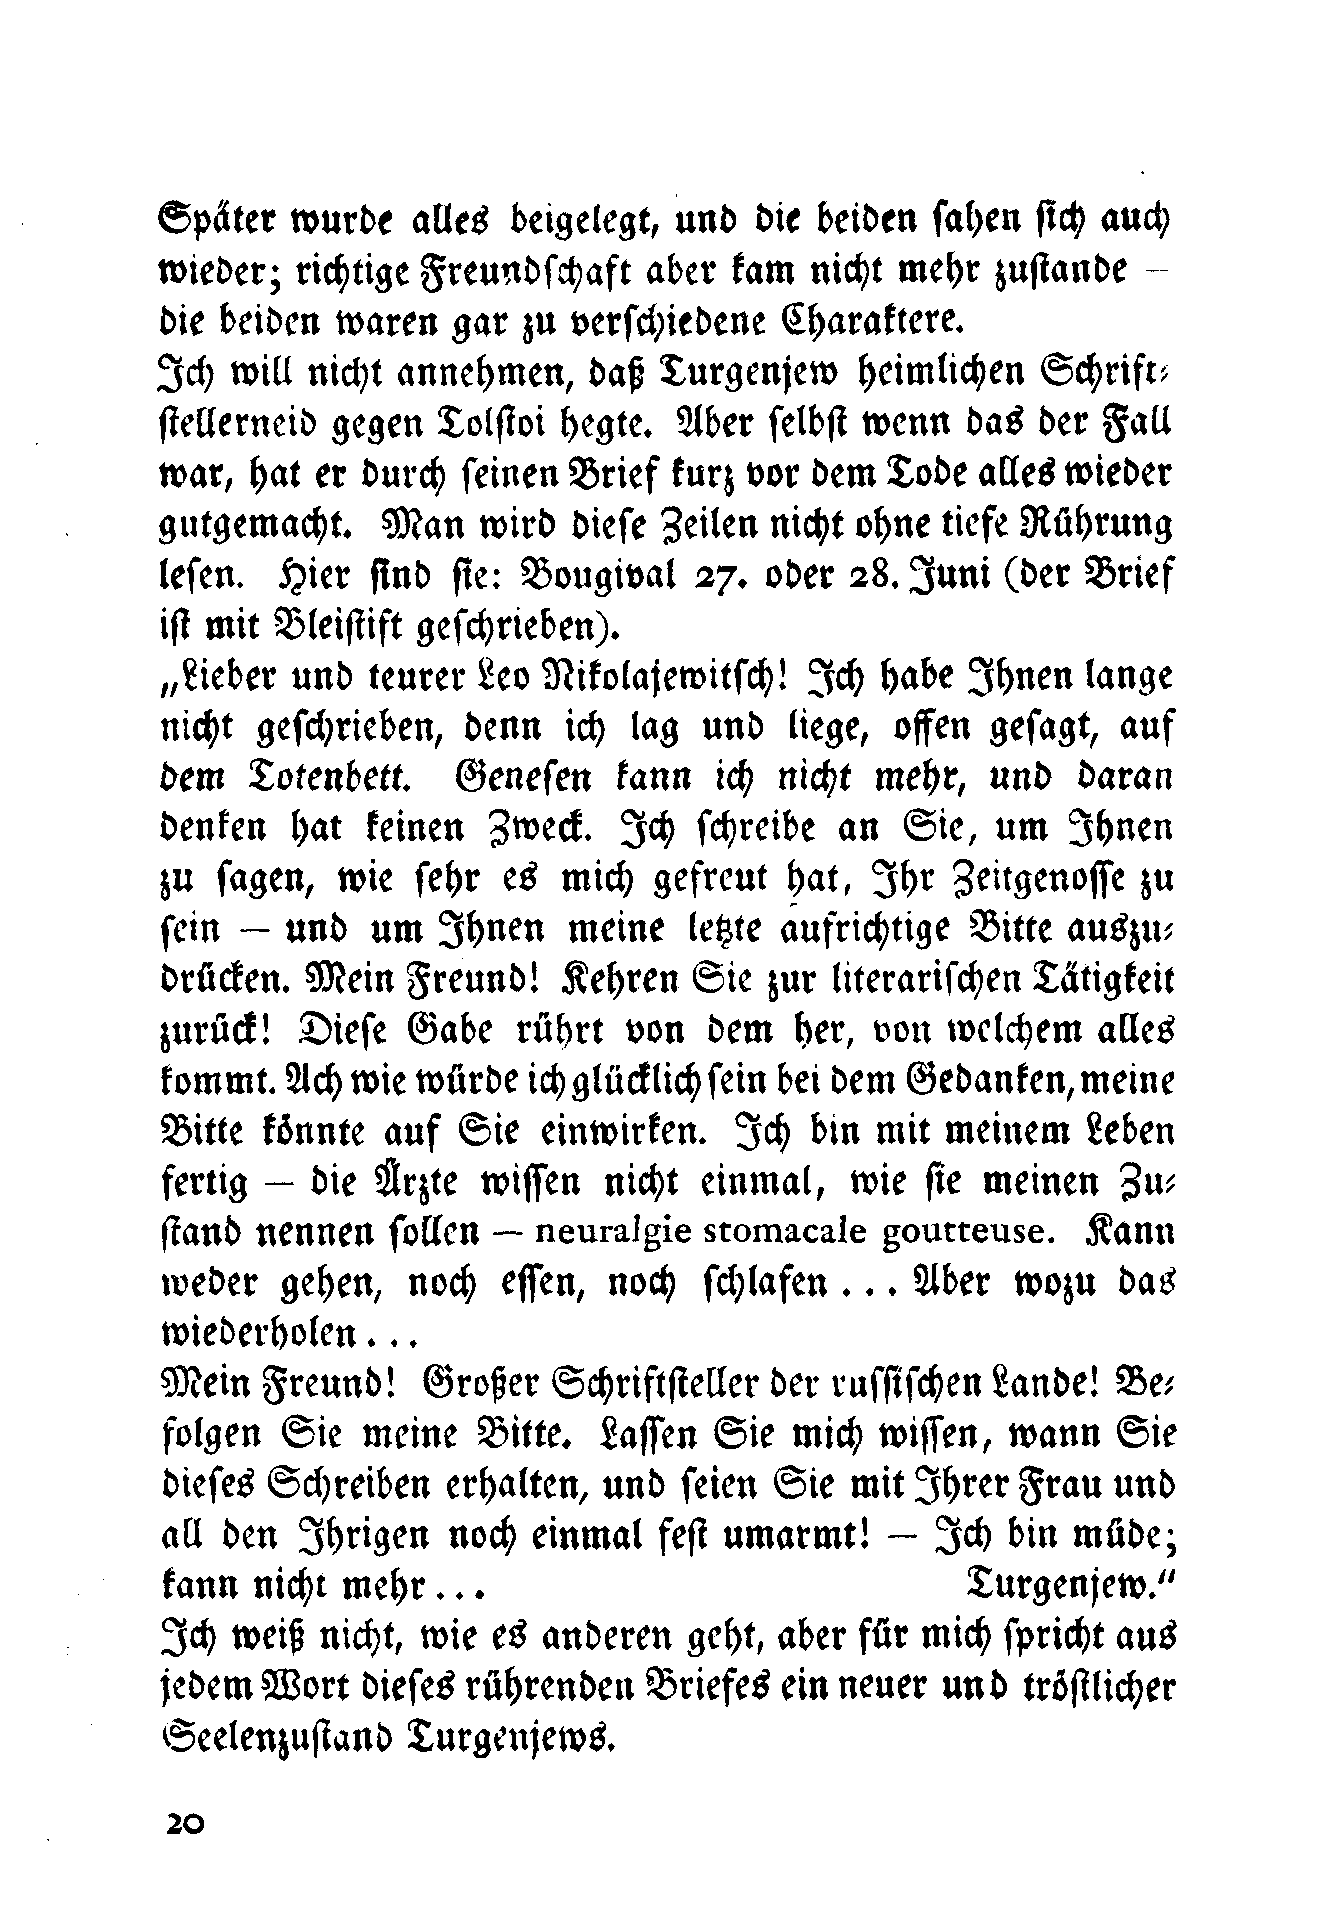 Später wurde alles beigelegt, und die beiden sahen sich auch
wieder; richtige Freundschaft aber kam nicht mehr zustande –
die beiden waren gar zu verschiedene Charaktere.
Ich will nicht annehmen, daß Turgenjew heimlichen Schrift-
stellerneid gegen Tolstoi hegte. Aber selbst wenn das der Fall
war, hat er durch seinen Brief kurz vor dem Tode alles wieder
gutgemacht. Man wird diese Zeilen nicht ohne tiefe Rührung
lesen. Hier sind sie: Bougival 27. oder 28. Juni (der Brief
ist mit Bleistift geschrieben).
„Lieber und teurer Leo Nikolajewitsch! Ich habe Ihnen lange
nicht geschrieben, denn ich lag und liege, offen gesagt, auf
dem Totenbett. Genesen kann ich nicht mehr, und daran
denken hat keinen Zweck. Ich schreibe an Sie, um Ihnen
zu sagen, wie sehr es mich gefreut hat, Ihr Zeitgenosse zu
sein – und um Ihnen meine letzte aufrichtige Bitte auszu-
drücken. Mein Freund! Kehren Sie zur literarischen Tätigkeit
zurück! Diese Gabe rührt von dem her, von welchem alles
kommt. Ach wie würde ich glücklich sein bei dem Gedanken, meine
Bitte könnte auf Sie einwirken. Ich bin mit meinem Leben
fertig – die Ärzte wissen nicht einmal, wie sie meinen Zu-
stand nennen sollen – neuralgie stomacale goutteuse. Kann
weder gehen, noch essen, noch schlafen... Aber wozu das
wiederholen...
Mein Freund! Großer Schriftsteller der russischen Lande! Be-
folgen Sie meine Bitte. Lassen Sie mich wissen, wann Sie
dieses Schreiben erhalten, und seien Sie mit Ihrer Frau und
all den Ihrigen noch einmal fest umarmt! – Ich bin müde;
kann nicht mehr... Turgenjew.“
Ich weiß nicht, wie es anderen geht, aber für mich spricht aus
jedem Wort dieses rührenden Briefes ein neuer und tröstlicher
Seelenzustand Turgenjews.
20